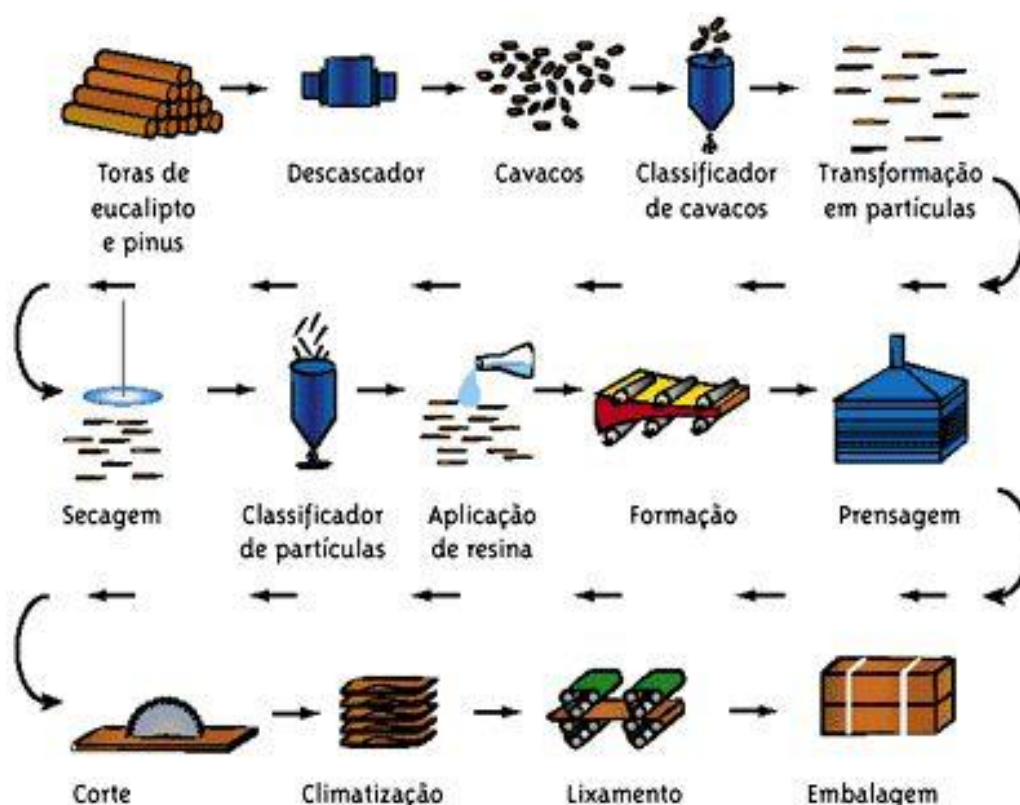 Toras de
eucalipto
e pinus
Descascador
Cavacos
Classificador
de cavacos
Transformação
em partículas
Secagem
Classificador
de partículas
Aplicação
de resina
Formação
Prensagem
Corte
Climatização
Lixamento
Embalagem